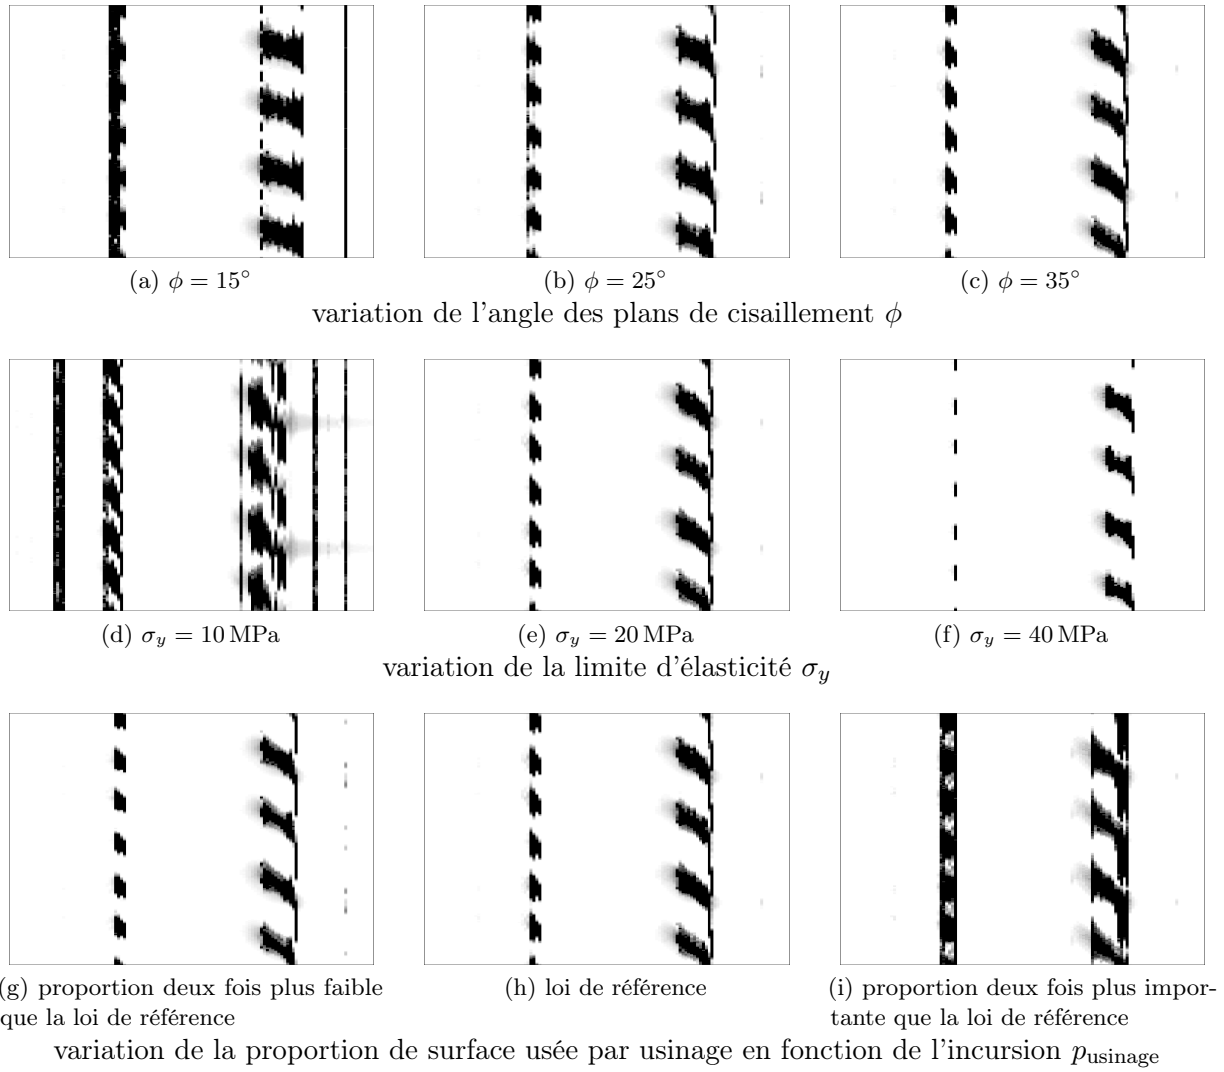 (a) ϕ = 15°
(b) ϕ = 25°
(c) ϕ = 35°
variation de l'angle des plans de cisaillement ϕ
(d) σy = 10 MPa
(e) σy = 20 MPa
(f) σy = 40 MPa
variation de la limite d'élasticité σy
(g) proportion deux fois plus faible
que la loi de référence
(h) loi de référence
(i) proportion deux fois plus impor-
tante que la loi de référence
variation de la proportion de surface usée par usinage en fonction de l'incursion pusinage